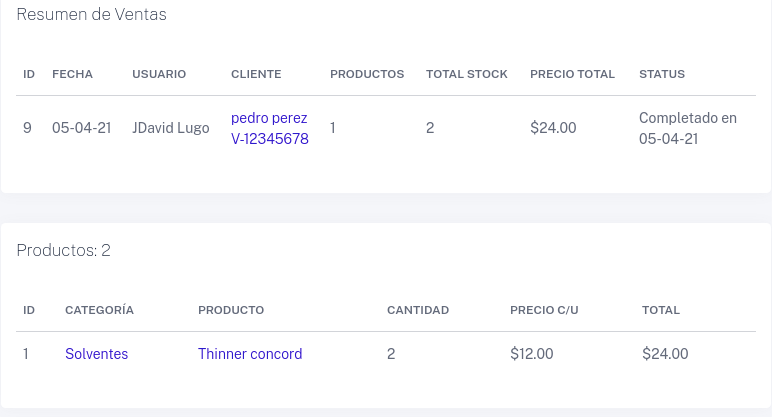 Resumen de Ventas
ID FECHA USUARIO CLIENTE PRODUCTOS TOTAL STOCK PRECIO TOTAL STATUS
9 05-04-21 JDavid Lugo pedro perez V-12345678 1 2 $24.00 Completado en 05-04-21
Productos: 2
ID CATEGORÍA PRODUCTO CANTIDAD PRECIO C/U TOTAL
1 Solventes Thinner concord 2 $12.00 $24.00